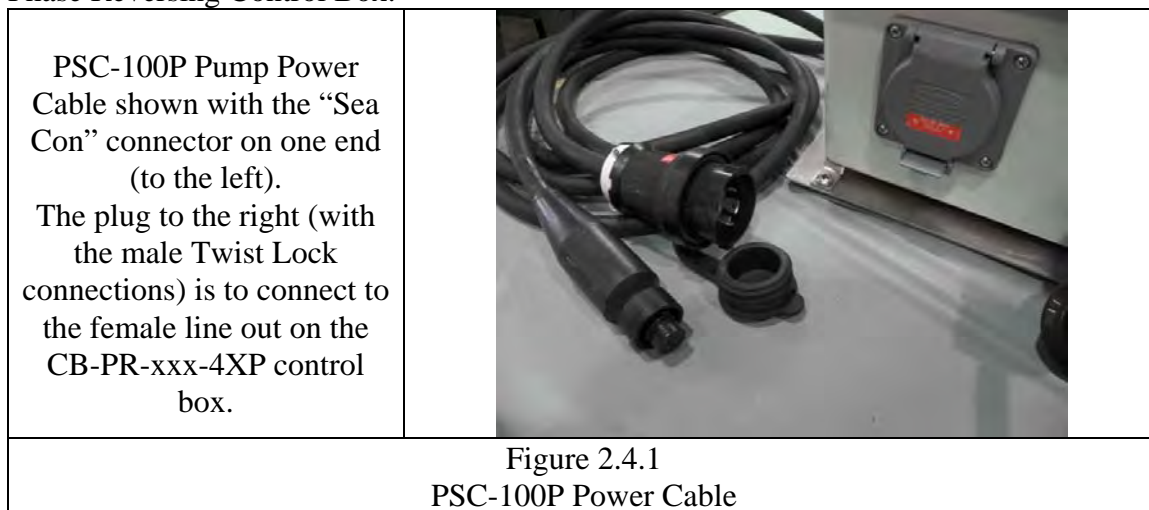 Phase Reversing Control Box.
PSC-100P Pump Power
Cable shown with the “Sea
Con” connector on one end
(to the left).
The plug to the right (with
the male Twist Lock
connections) is to connect to
the female line out on the
CB-PR-xxx-4XP control
box.
Figure 2.4.1
PSC-100P Power Cable